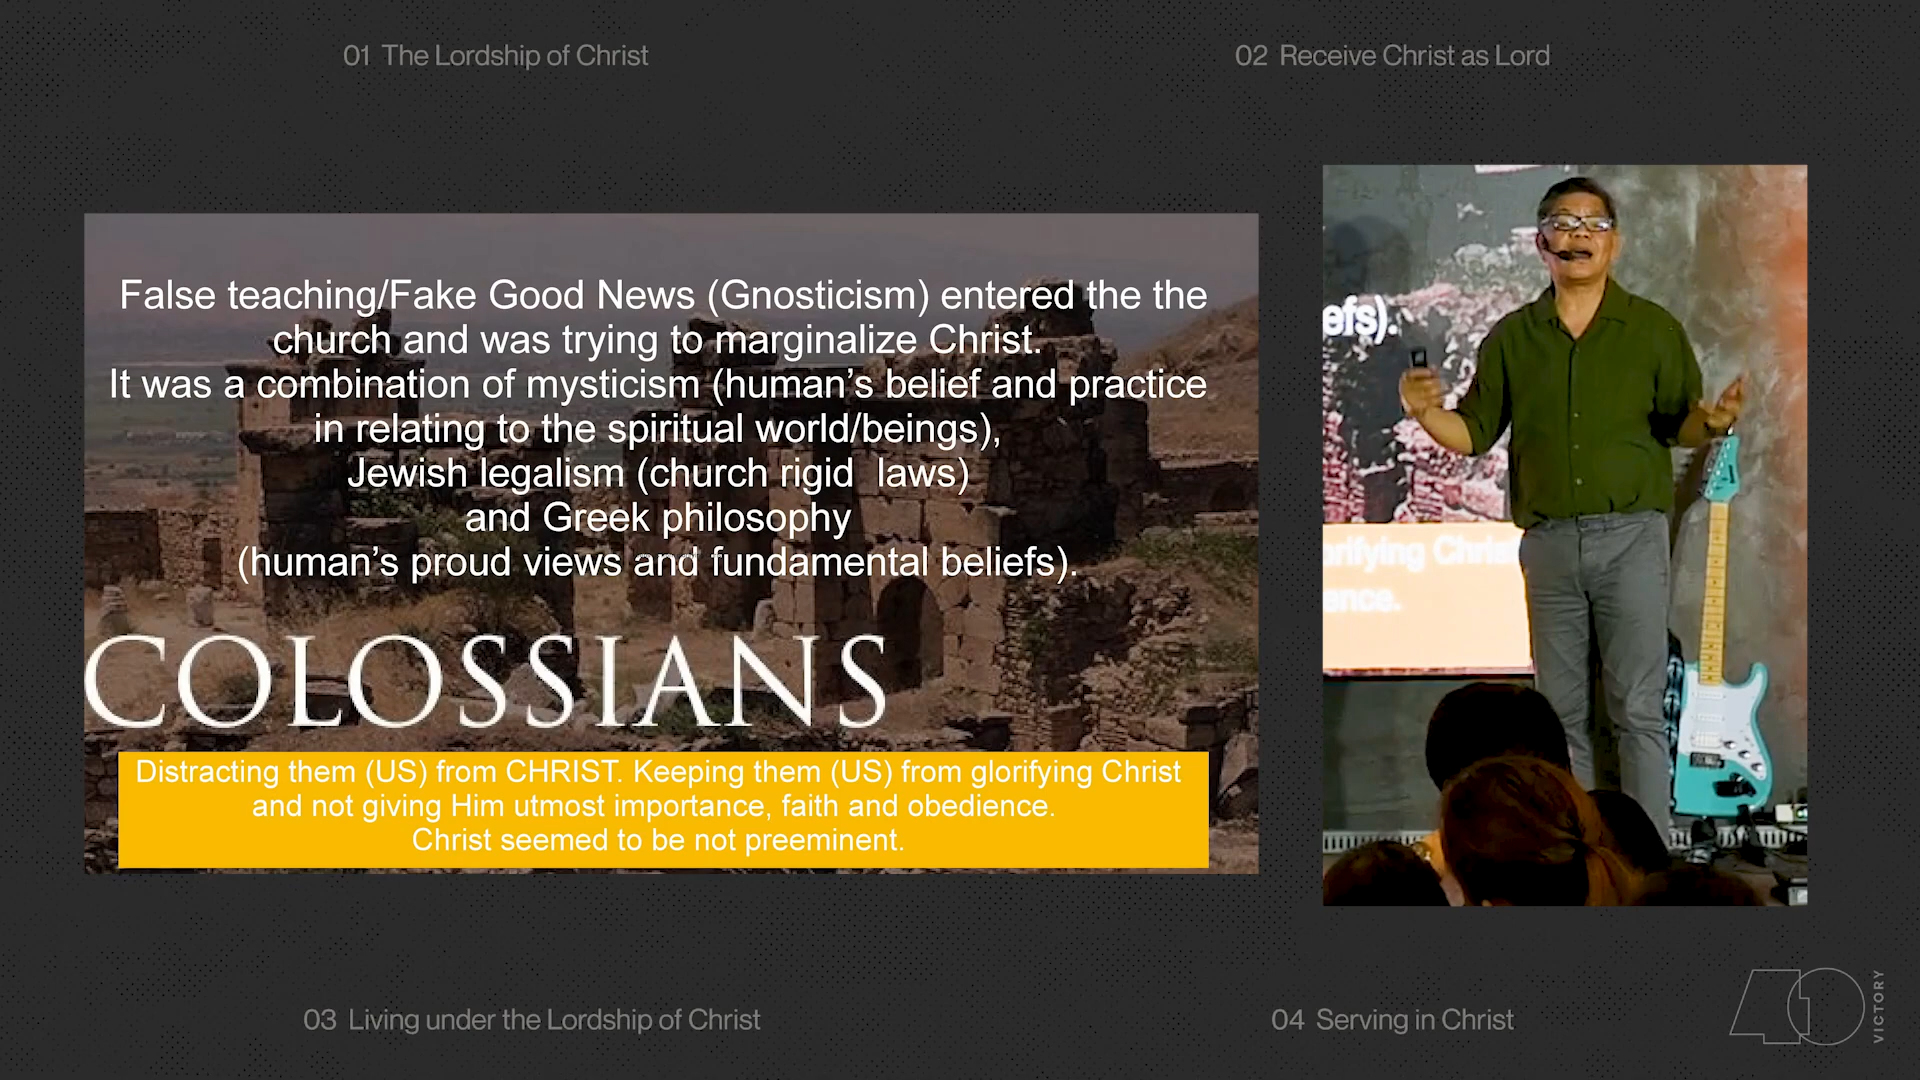 01 The Lordship of Christ
02 Receive Christ as Lord
False teaching/Fake Good News (Gnosticism) entered the the
church and was trying to marginalize Christ.
It was a combination of mysticism (human’s belief and practice
in relating to the spiritual world/beings),
Jewish legalism (church rigid laws)
and Greek philosophy
(human’s proud views and fundamental beliefs).
COLOSSIANS
Distracting them (US) from CHRIST. Keeping them (US) from glorifying Christ
and not giving Him utmost importance, faith and obedience.
Christ seemed to be not preeminent.
efs).
orifying Chris
ence.
03 Living under the Lordship of Christ
04 Serving in Christ
40
VICTORY